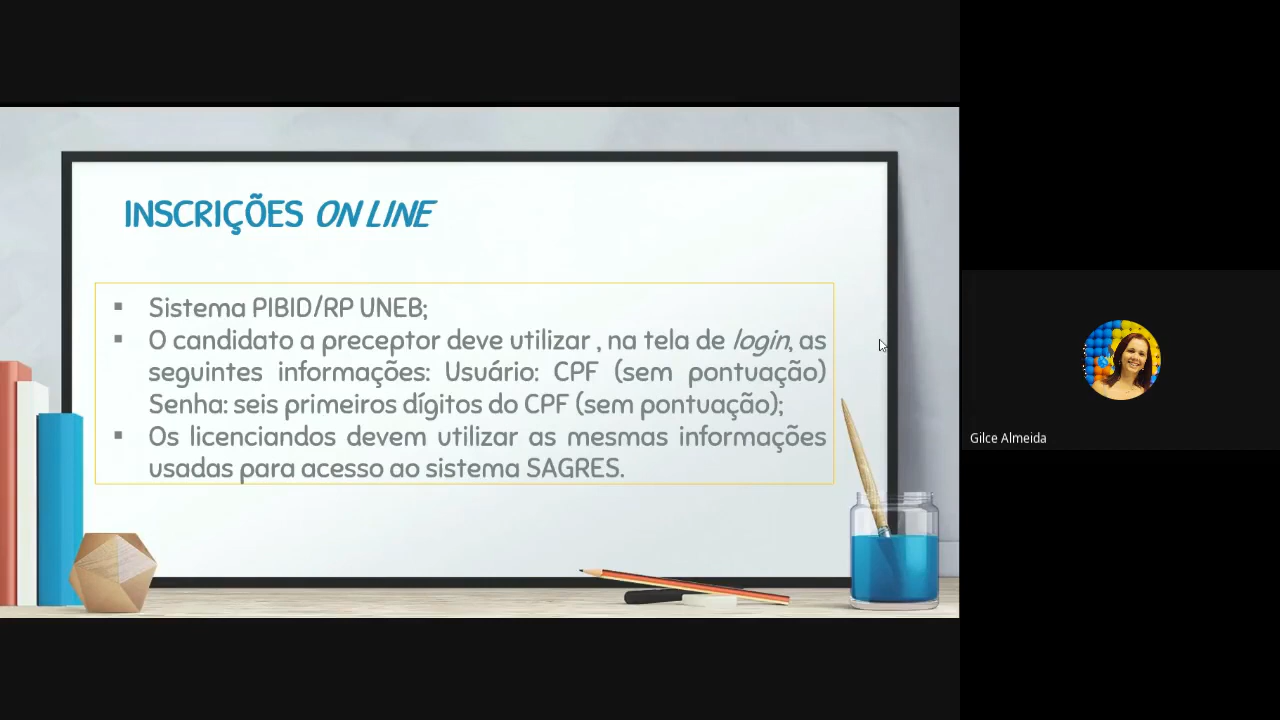 INSCRIÇÕES ON LINE
▪ Sistema PIBID/RP UNEB;
▪ O candidato a preceptor deve utilizar , na tela de login, as
seguintes informações: Usuário: CPF (sem pontuação)
Senha: seis primeiros dígitos do CPF (sem pontuação);
▪ Os licenciandos devem utilizar as mesmas informações
usadas para acesso ao sistema SAGRES.
Gilce Almeida